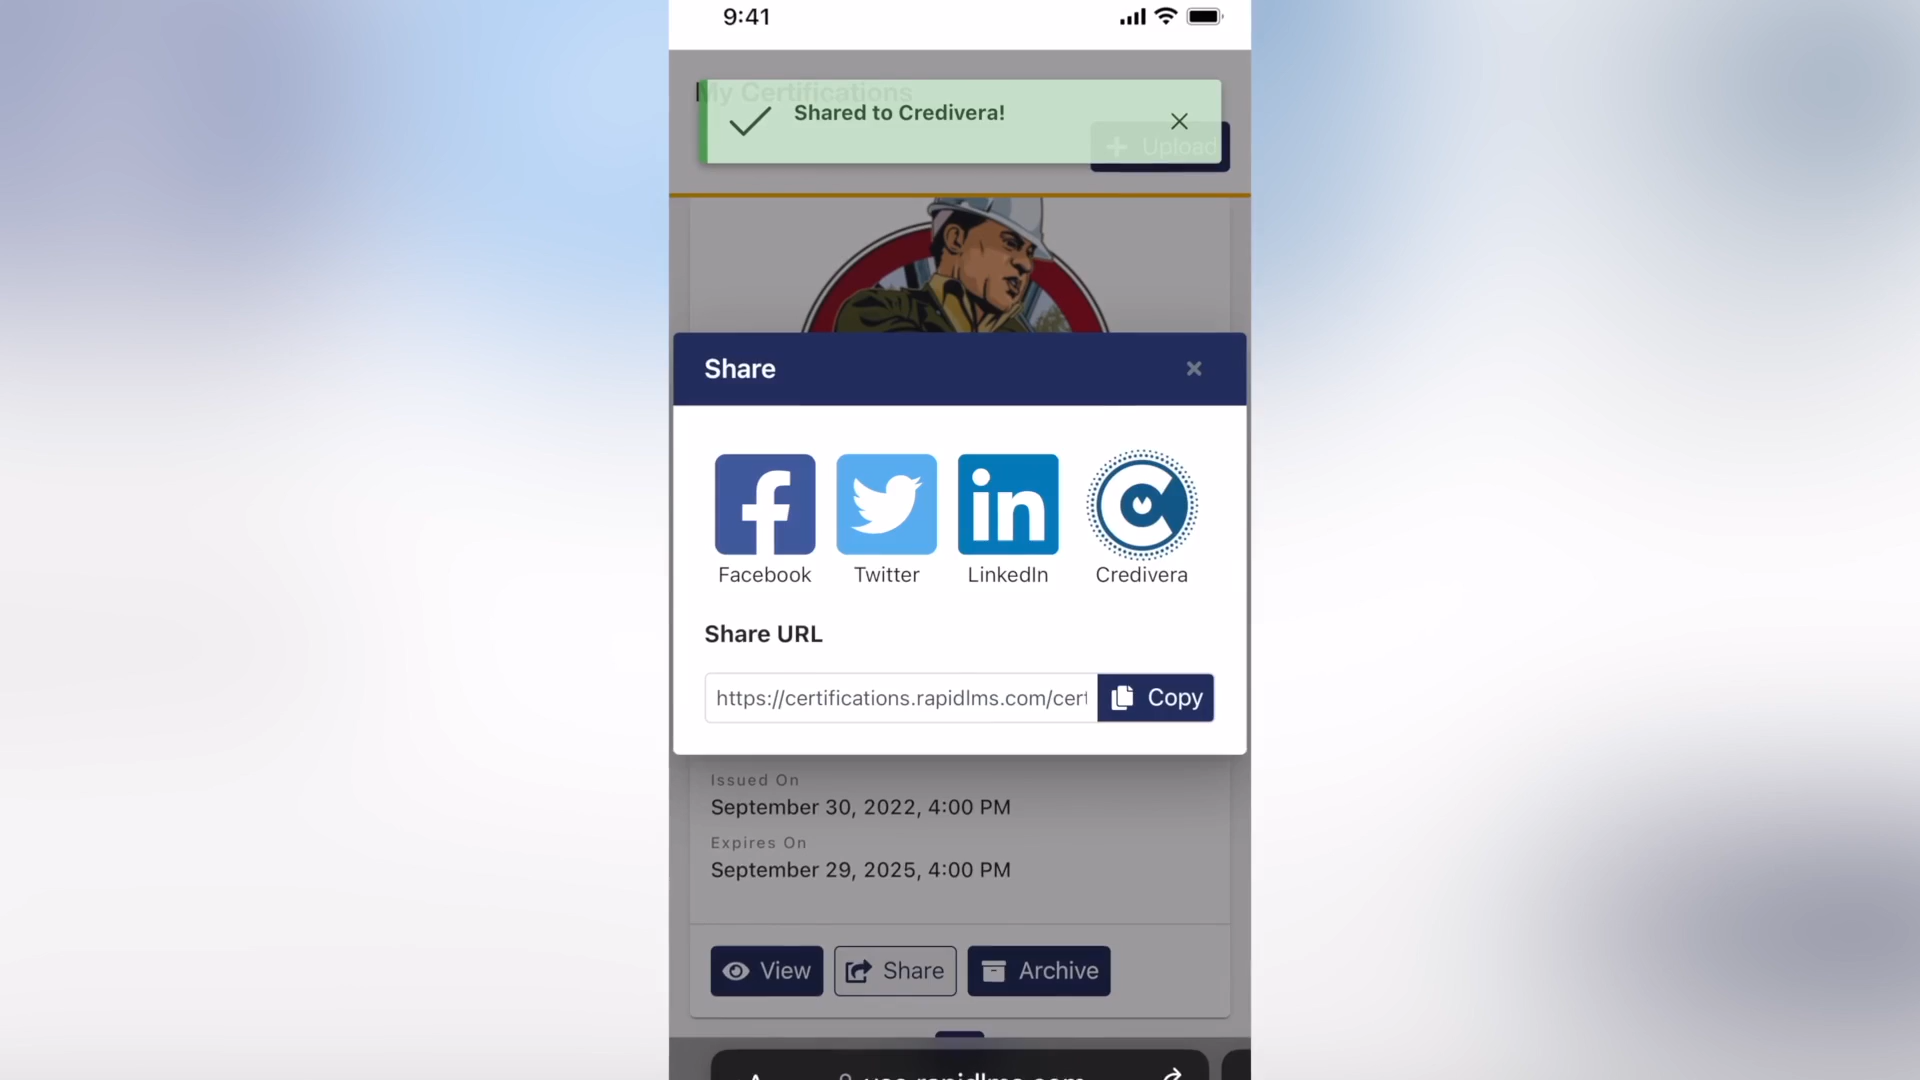 9:41
My Certifications
Shared to Credivera!
Upload
Share
Facebook Twitter LinkedIn Credivera
Share URL
https://certifications.rapidlms.com/cert
Copy
Issued On
September 30, 2022, 4:00 PM
Expires On
September 29, 2025, 4:00 PM
View Share Archive